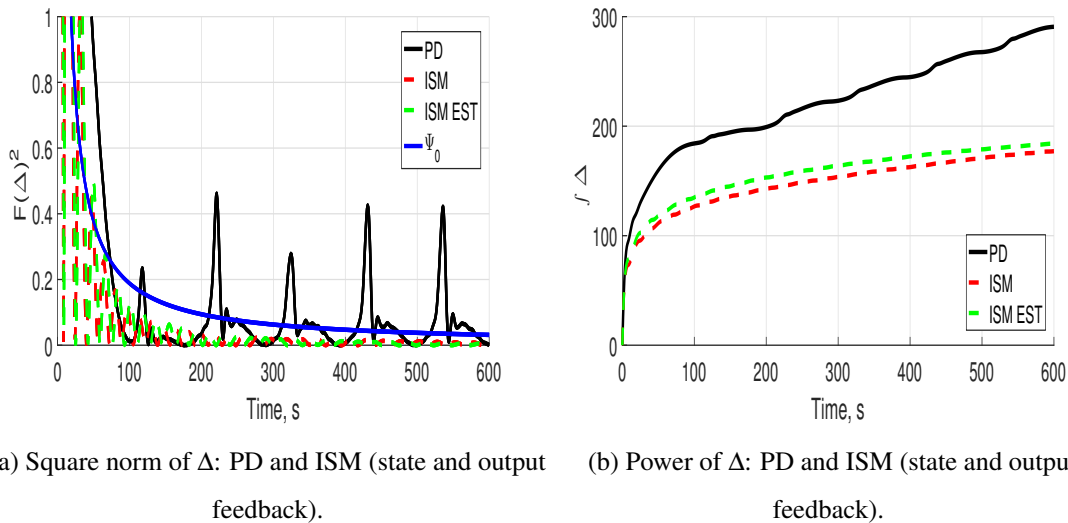 1
0.8
0.6
0.4
0.2
0
F(Δ)²
0 100 200 300 400 500 600
Time, s
PD
ISM
ISM EST
Ψ₀
300
200
100
0
∫ Δ
0 100 200 300 400 500 600
Time, s
PD
ISM
ISM EST
a) Square norm of Δ: PD and ISM (state and output
feedback).
(b) Power of Δ: PD and ISM (state and outpu
feedback).